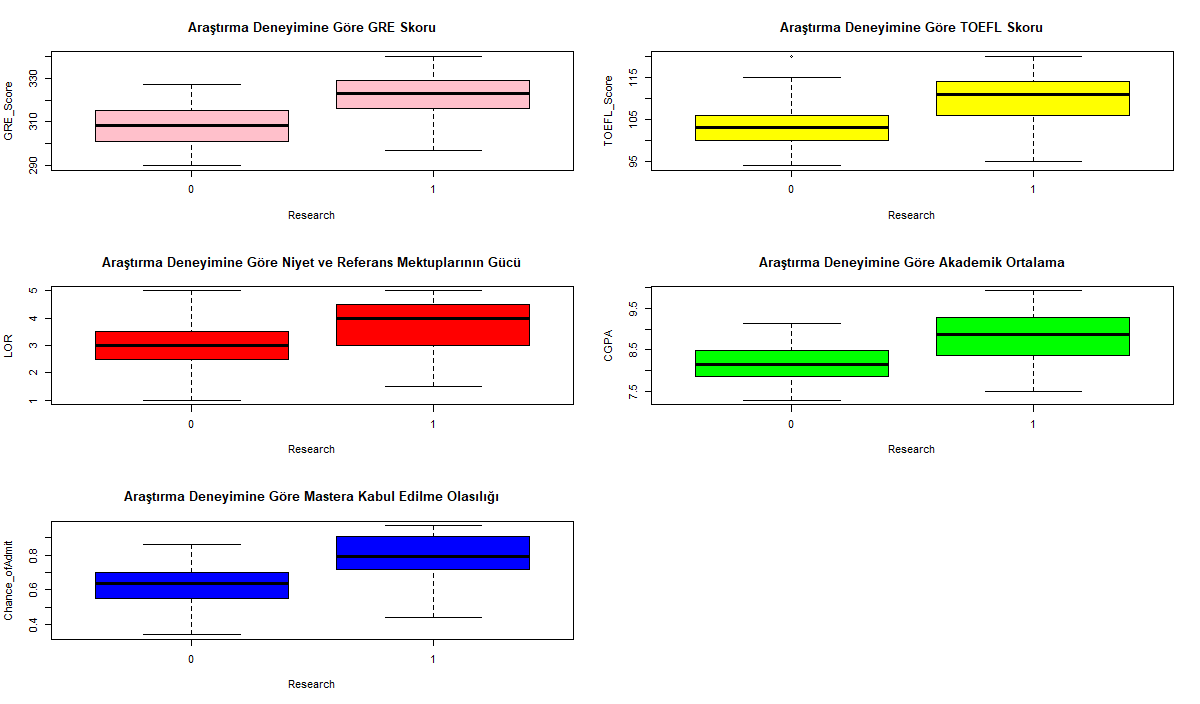 Araştırma Deneyimine Göre GRE Skoru
GRE_Score
330
310
290
0 1
Research
Araştırma Deneyimine Göre TOEFL Skoru
TOEFL_Score
115
105
95
0 1
Research
Araştırma Deneyimine Göre Niyet ve Referans Mektuplarının Gücü
LOR
5
4
3
2
1
0 1
Research
Araştırma Deneyimine Göre Akademik Ortalama
CGPA
9.5
8.5
7.5
0 1
Research
Araştırma Deneyimine Göre Mastera Kabul Edilme Olasılığı
Chance_ofAdmit
0.8
0.6
0.4
0 1
Research